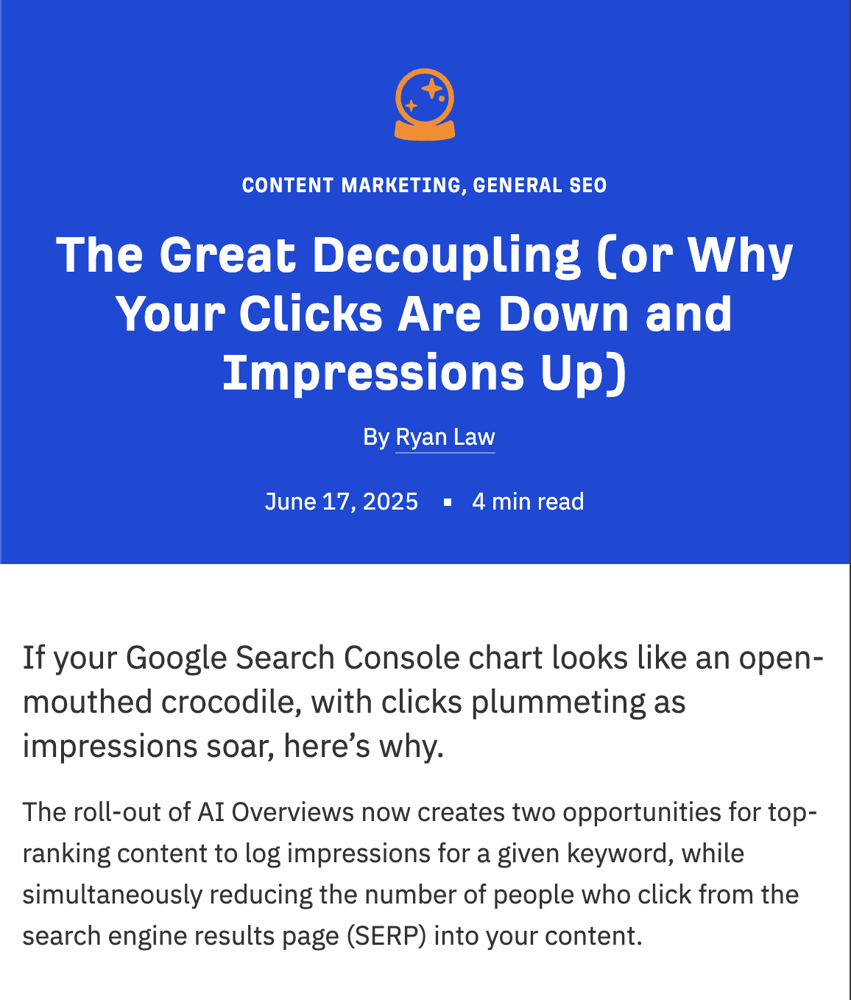 CONTENT MARKETING, GENERAL SEO
The Great Decoupling (or Why
Your Clicks Are Down and
Impressions Up)
By Ryan Law
June 17, 2025 ▪ 4 min read
If your Google Search Console chart looks like an open-
mouthed crocodile, with clicks plummeting as
impressions soar, here’s why.
The roll-out of AI Overviews now creates two opportunities for top-
ranking content to log impressions for a given keyword, while
simultaneously reducing the number of people who click from the
search engine results page (SERP) into your content.